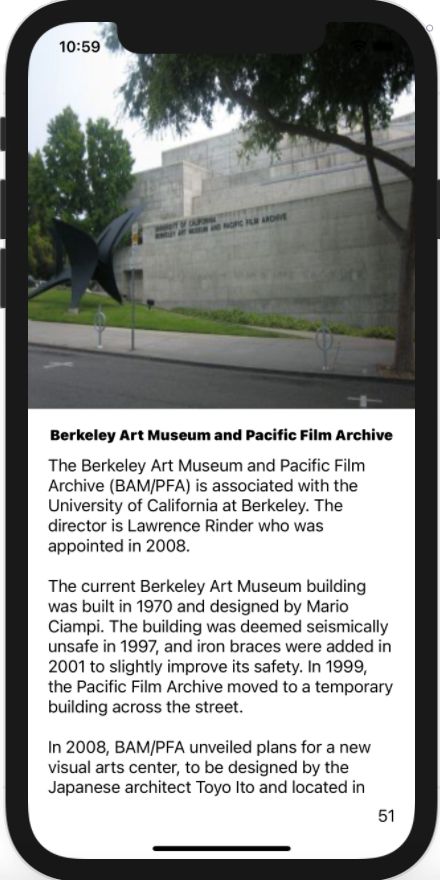 10:59
UNIVERSITY OF CALIFORNIA
BERKELEY ART MUSEUM AND PACIFIC FILM ARCHIVE
Berkeley Art Museum and Pacific Film Archive
The Berkeley Art Museum and Pacific Film
Archive (BAM/PFA) is associated with the
University of California at Berkeley. The
director is Lawrence Rinder who was
appointed in 2008.
The current Berkeley Art Museum building
was built in 1970 and designed by Mario
Ciampi. The building was deemed seismically
unsafe in 1997, and iron braces were added in
2001 to slightly improve its safety. In 1999,
the Pacific Film Archive moved to a temporary
building across the street.
In 2008, BAM/PFA unveiled plans for a new
visual arts center, to be designed by the
Japanese architect Toyo Ito and located in
51